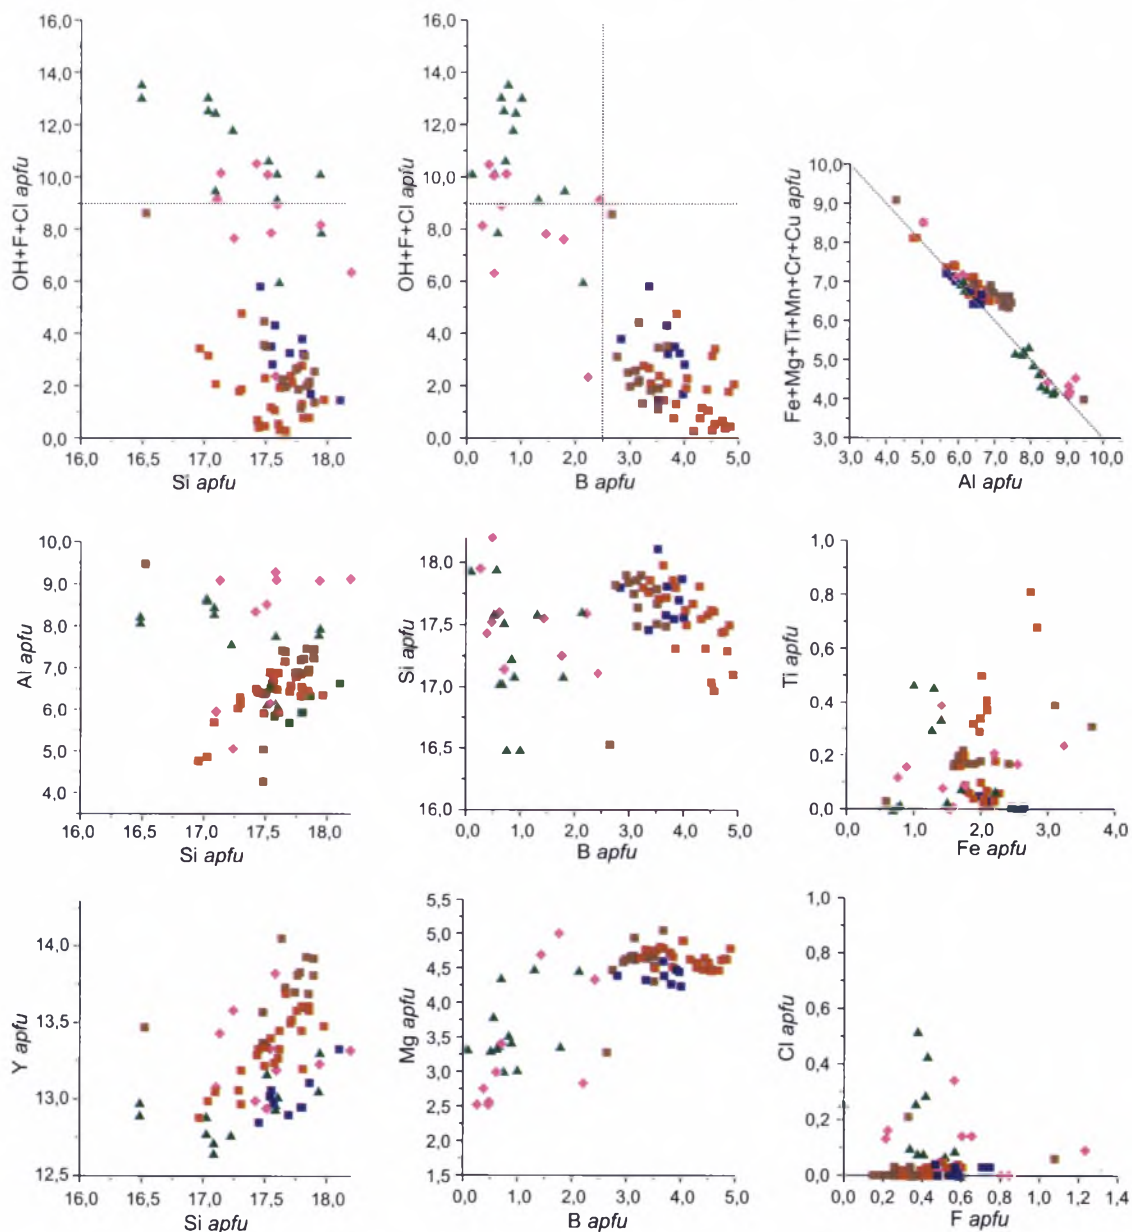 16,0
14,0
12,0
10,0
8,0
6,0
4,0
2,0
0,0
OH+F+Cl apfu
16,0 16,5 17,0 17,5 18,0
Si apfu
16,0
14,0
12,0
10,0
8,0
6,0
4,0
2,0
0,0
OH+F+Cl apfu
0,0 1,0 2,0 3,0 4,0 5,0
B apfu
10,0
9,0
8,0
7,0
6,0
5,0
4,0
3,0
Fe+Mg+Ti+Mn+Cr+Cu apfu
3,0 4,0 5,0 6,0 7,0 8,0 9,0 10,0
Al apfu
10,0
9,0
8,0
7,0
6,0
5,0
4,0
Al apfu
16,0 16,5 17,0 17,5 18,0
Si apfu
18,0
17,5
17,0
16,5
16,0
Si apfu
0,0 1,0 2,0 3,0 4,0 5,0
B apfu
1,0
0,8
0,6
0,4
0,2
0,0
Ti apfu
0,0 1,0 2,0 3,0 4,0
Fe apfu
14,0
13,5
13,0
12,5
Y apfu
16,0 16,5 17,0 17,5 18,0
Si apfu
5,5
5,0
4,5
4,0
3,5
3,0
2,5
2,0
1,5
Mg apfu
0,0 1,0 2,0 3,0 4,0 5,0
B apfu
1,0
0,8
0,6
0,4
0,2
0,0
Cl apfu
0,0 0,2 0,4 0,6 0,8 1,0 1,2 1,4
F apfu